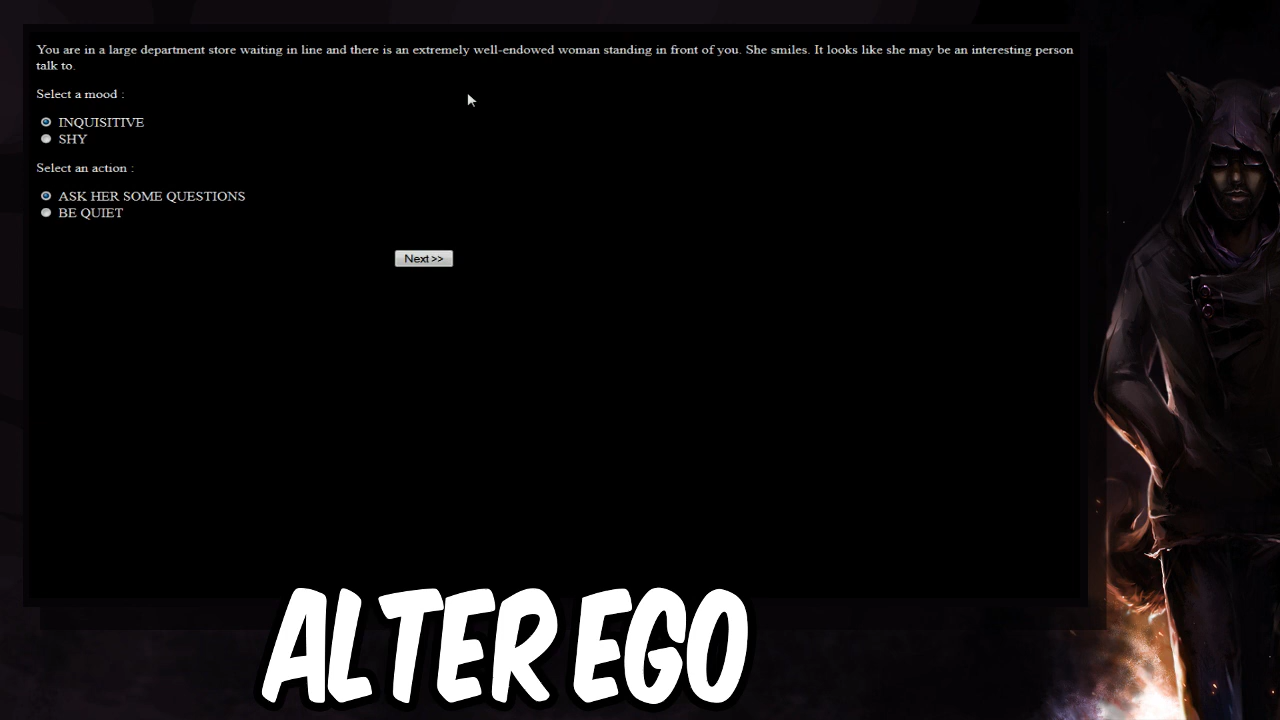 You are in a large department store waiting in line and there is an extremely well-endowed woman standing in front of you. She smiles. It looks like she may be an interesting person
talk to.
Select a mood :
INQUISITIVE
SHY
Select an action :
ASK HER SOME QUESTIONS
BE QUIET
Next >>
ALTER EGO